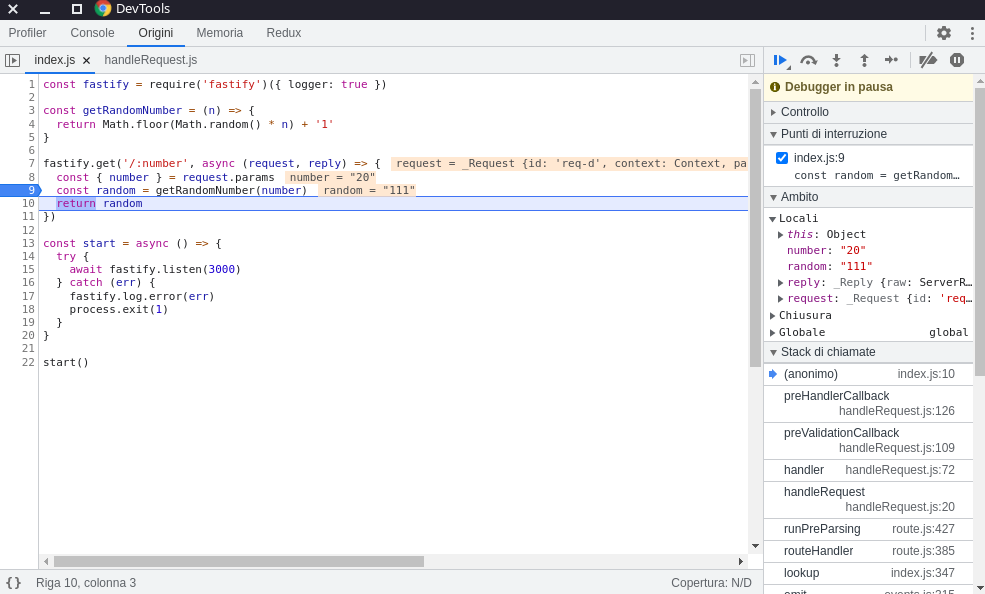 DevTools
Profiler Console Origini Memoria Redux
index.js × handleRequest.js
1 const fastify = require('fastify')({ logger: true })
2
3 const getRandomNumber = (n) => {
4 return Math.floor(Math.random() * n) + '1'
5 }
6
7 fastify.get('/:number', async (request, reply) => { request = _Request {id: 'req-d', context: Context, pa
8 const { number } = request.params number = "20"
9 const random = getRandomNumber(number) random = "111"
10 return random
11 })
12
13 const start = async () => {
14 try {
15 await fastify.listen(3000)
16 } catch (err) {
17 fastify.log.error(err)
18 process.exit(1)
19 }
20 }
21
22 start()
{} Riga 10, colonna 3 Copertura: N/D
Debugger in pausa
Controllo
Punti di interruzione
index.js:9
const random = getRandom…
Ambito
Locali
this: Object
number: "20"
random: "111"
reply: _Reply {raw: ServerR…
request: _Request {id: 'req…
Chiusura
Globale global
Stack di chiamate
(anonimo) index.js:10
preHandlerCallback
handleRequest.js:126
preValidationCallback
handleRequest.js:109
handler handleRequest.js:72
handleRequest
handleRequest.js:20
runPreParsing route.js:427
routeHandler route.js:385
lookup index.js:347
emit events.js:315